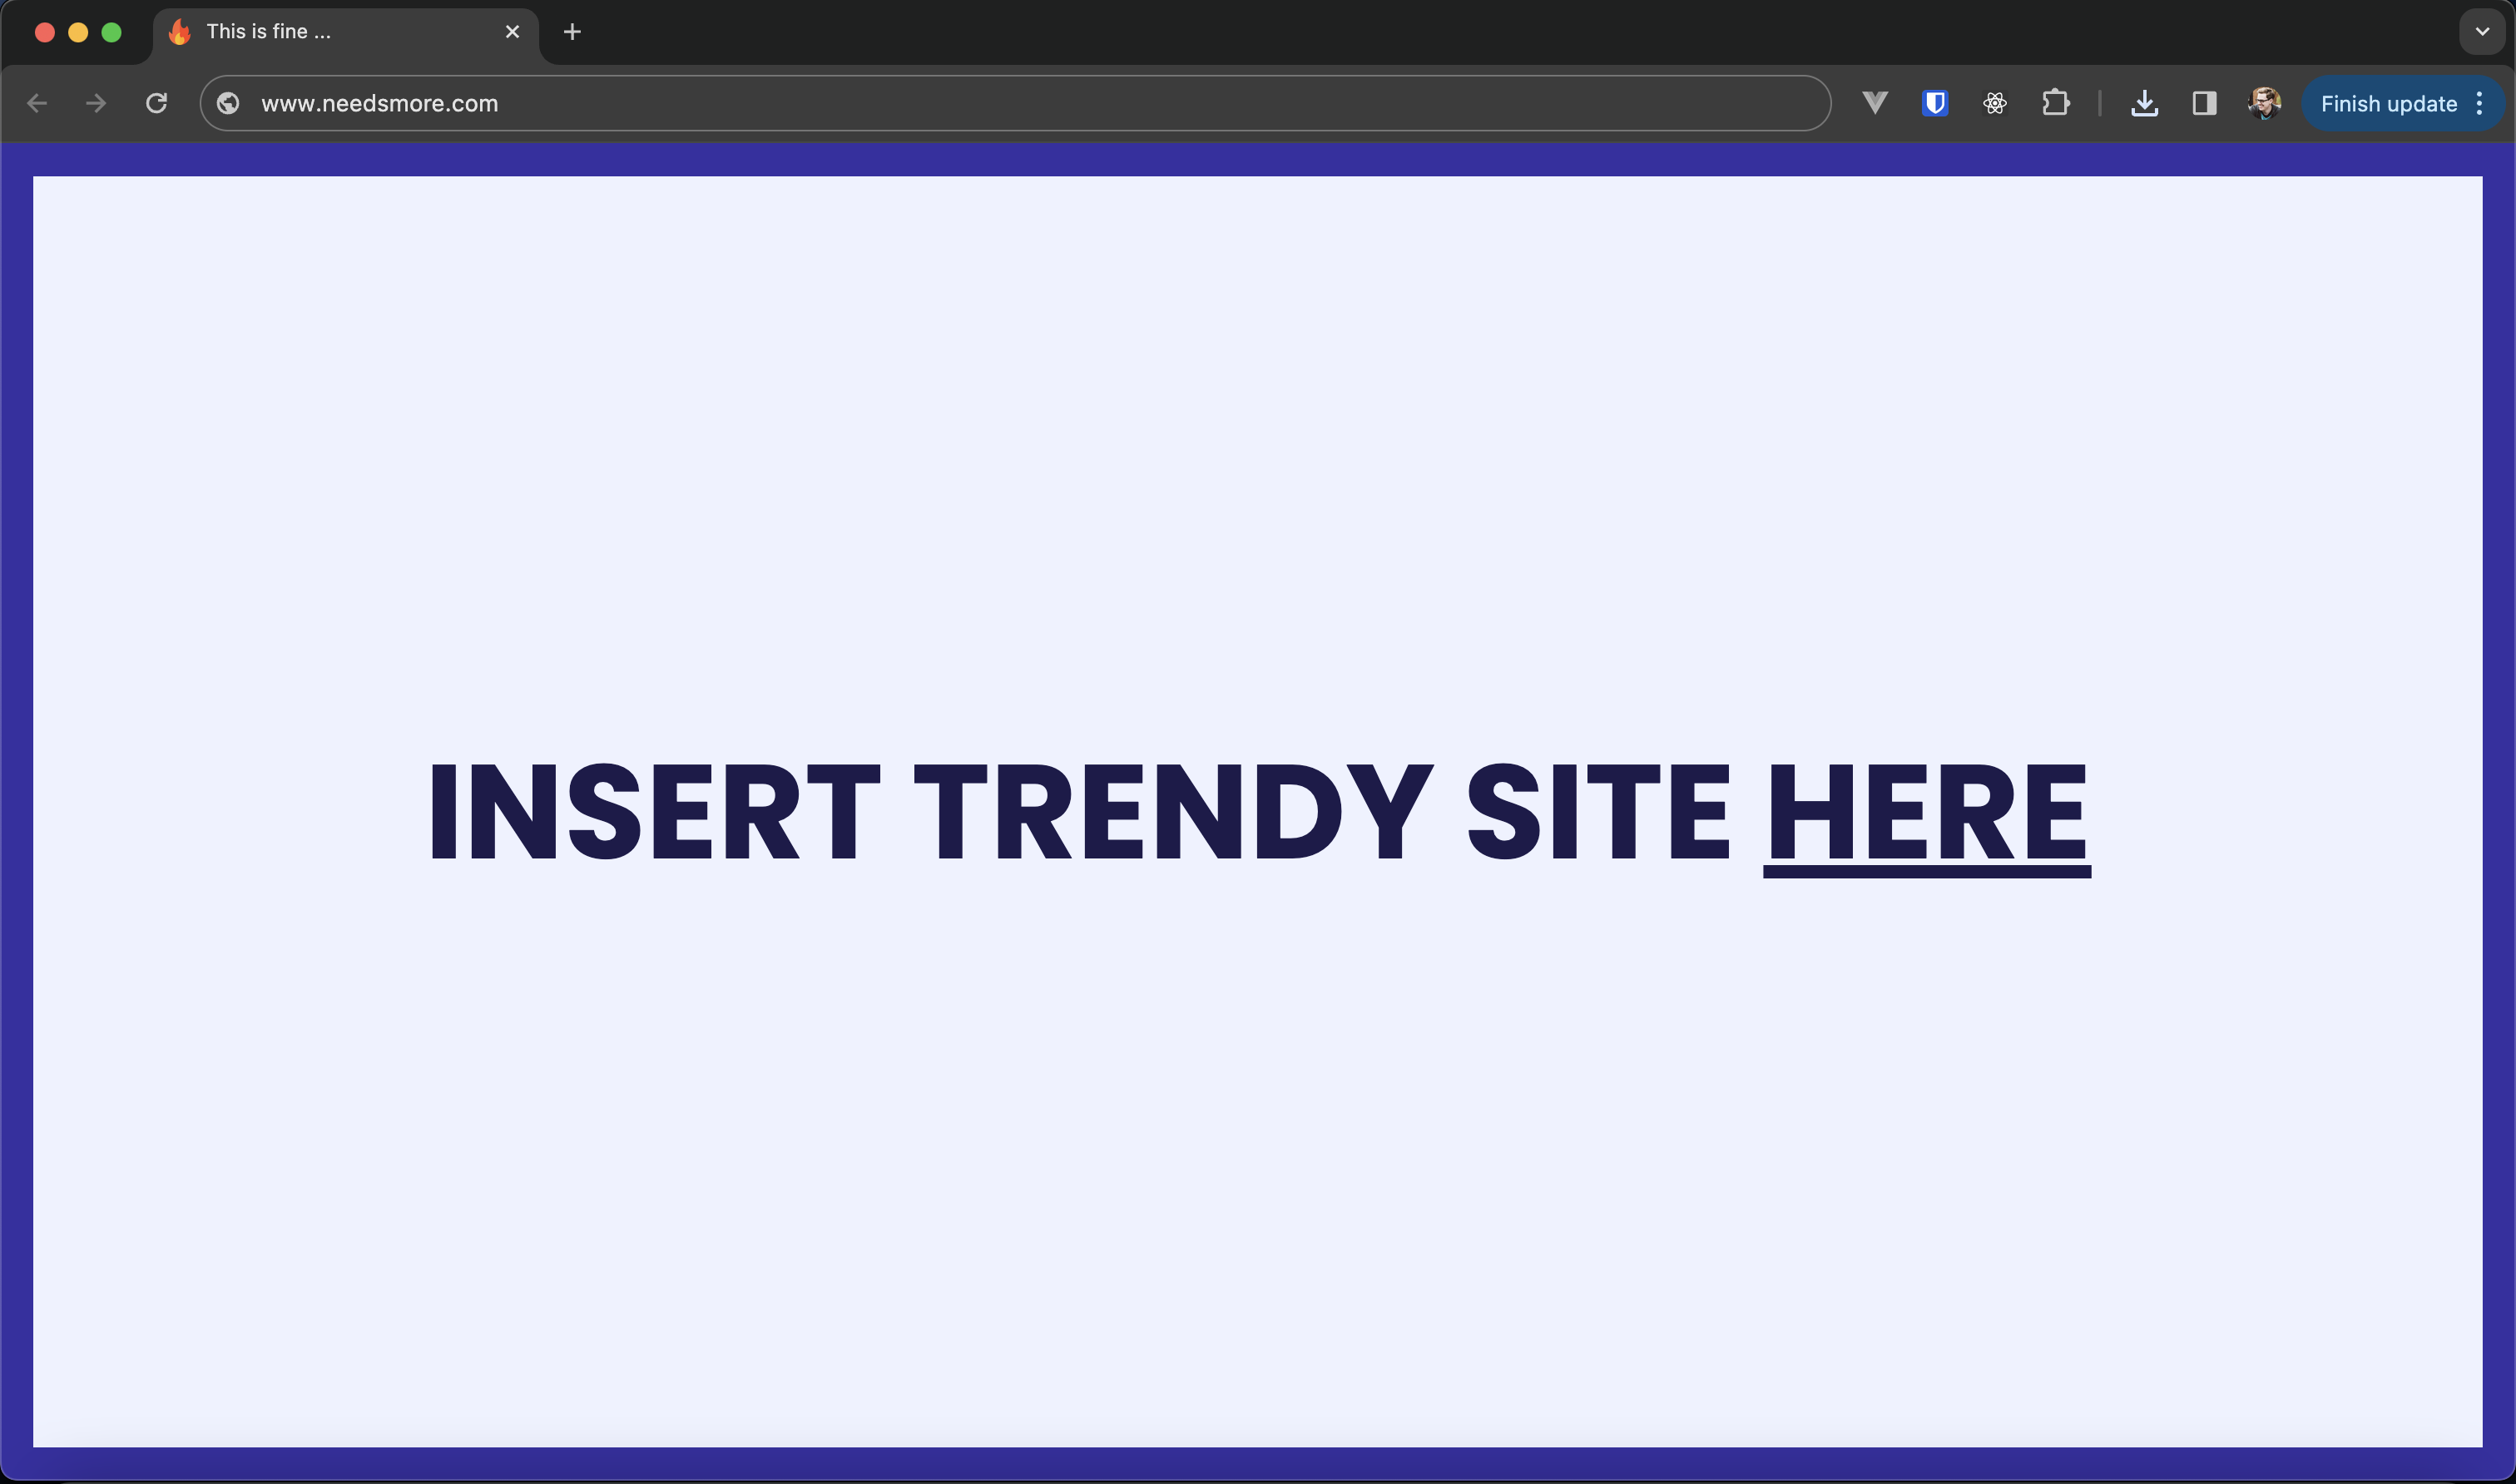 This is fine ...
www.needsmore.com
Finish update
INSERT TRENDY SITE HERE